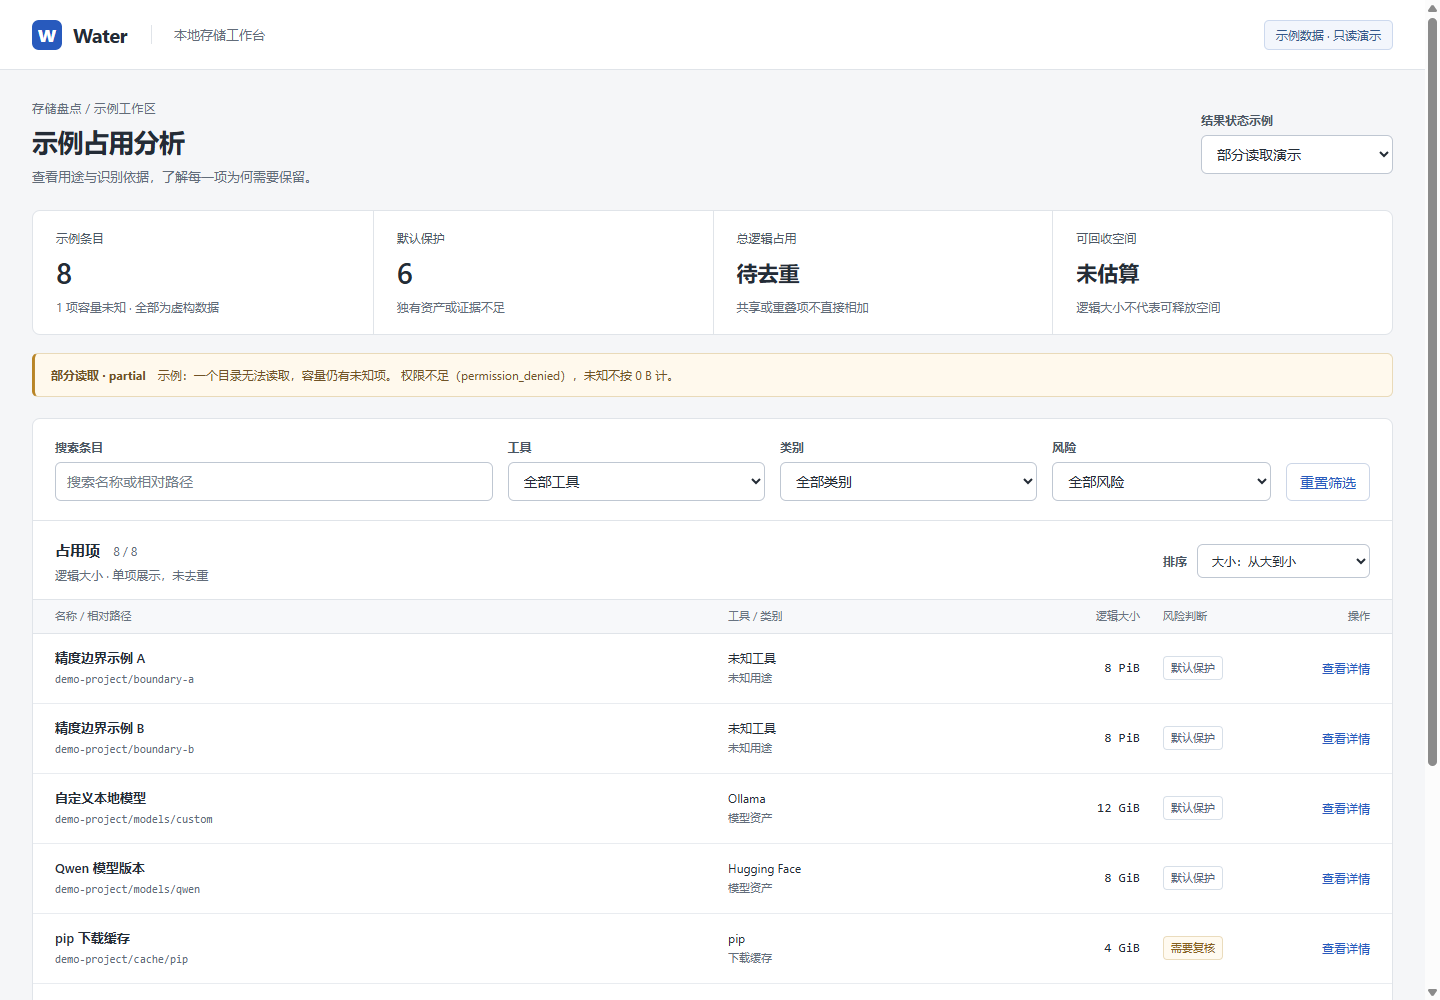 W Water 本地存储工作台 示例数据 · 只读演示
存储盘点 / 示例工作区
示例占用分析
查看用途与识别依据，了解每一项为何需要保留。
结果状态示例
部分读取演示
示例条目
8
1 项容量未知 · 全部为虚构数据
默认保护
6
独有资产或证据不足
总逻辑占用
待去重
共享或重叠项不直接相加
可回收空间
未估算
逻辑大小不代表可释放空间
部分读取 · partial 示例：一个目录无法读取，容量仍有未知项。 权限不足（permission_denied），未知不按 0 B 计。
搜索条目
搜索名称或相对路径
工具
全部工具
类别
全部类别
风险
全部风险
重置筛选
占用项 8 / 8
逻辑大小 · 单项展示，未去重
排序 大小：从大到小
名称 / 相对路径 工具 / 类别 逻辑大小 风险判断 操作
精度边界示例 A
demo-project/boundary-a
未知工具
未知用途
8 PiB 默认保护 查看详情
精度边界示例 B
demo-project/boundary-b
未知工具
未知用途
8 PiB 默认保护 查看详情
自定义本地模型
demo-project/models/custom
Ollama
模型资产
12 GiB 默认保护 查看详情
Qwen 模型版本
demo-project/models/qwen
Hugging Face
模型资产
8 GiB 默认保护 查看详情
pip 下载缓存
demo-project/cache/pip
pip
下载缓存
4 GiB 需要复核 查看详情